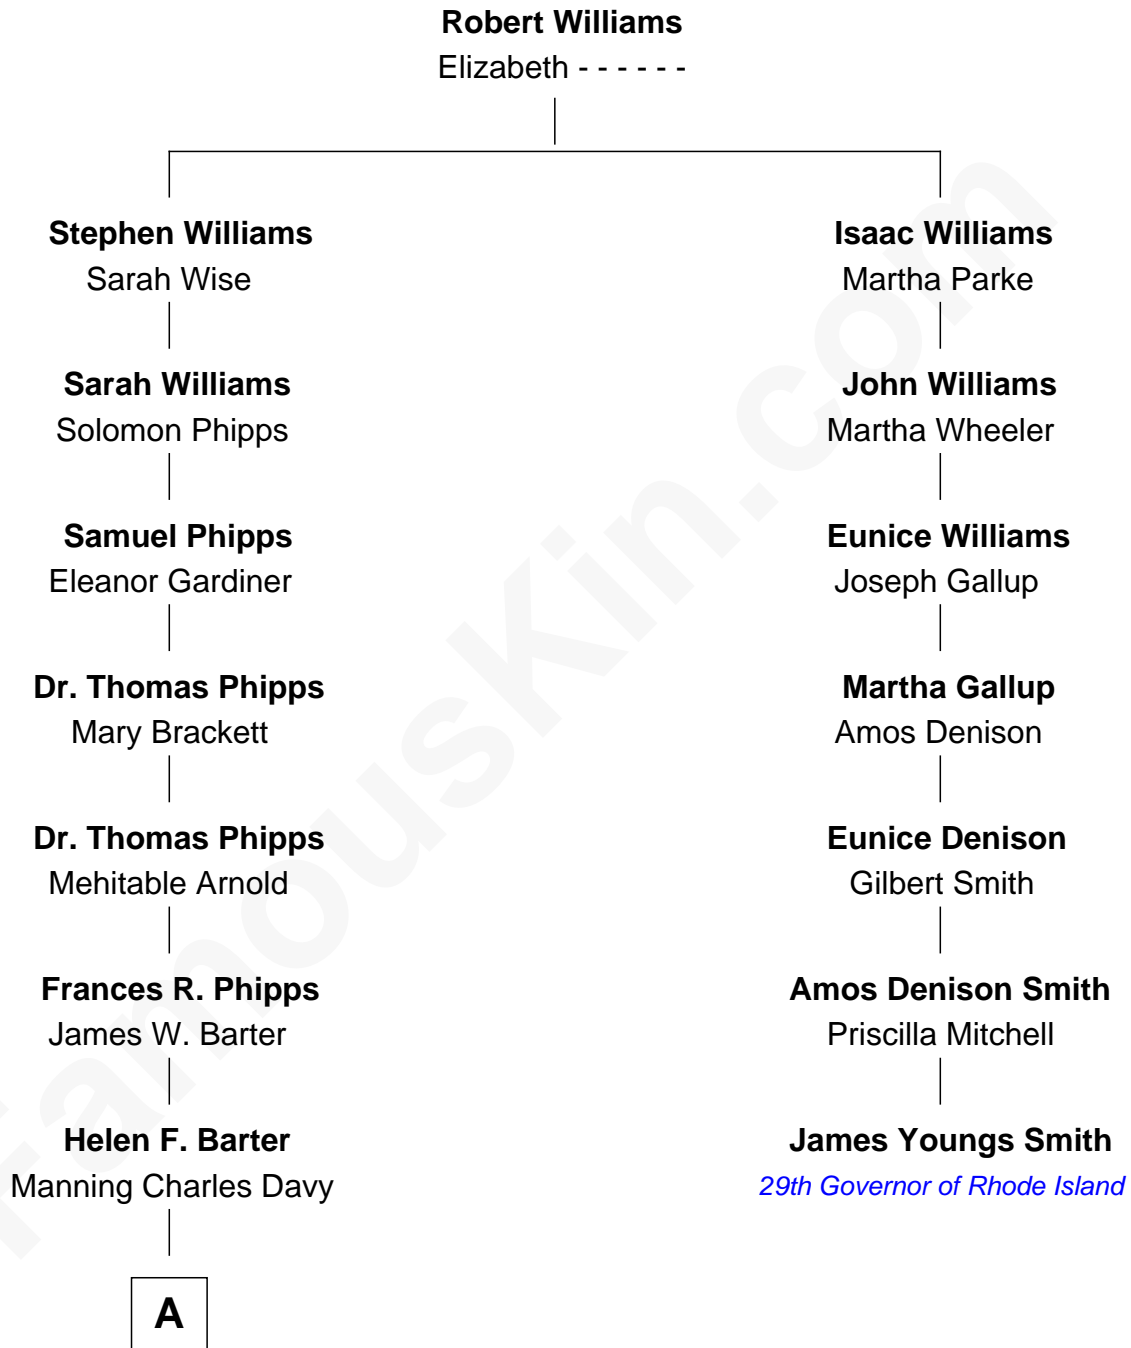 Robert Williams
Elizabeth - - - - - -
Stephen Williams
Sarah Wise
Isaac Williams
Martha Parke
Sarah Williams
Solomon Phipps
John Williams
Martha Wheeler
Samuel Phipps
Eleanor Gardiner
Eunice Williams
Joseph Gallup
Dr. Thomas Phipps
Mary Brackett
Martha Gallup
Amos Denison
Dr. Thomas Phipps
Mehitable Arnold
Eunice Denison
Gilbert Smith
Frances R. Phipps
James W. Barter
Amos Denison Smith
Priscilla Mitchell
Helen F. Barter
Manning Charles Davy
James Youngs Smith
29th Governor of Rhode Island
A
FamousKin.com